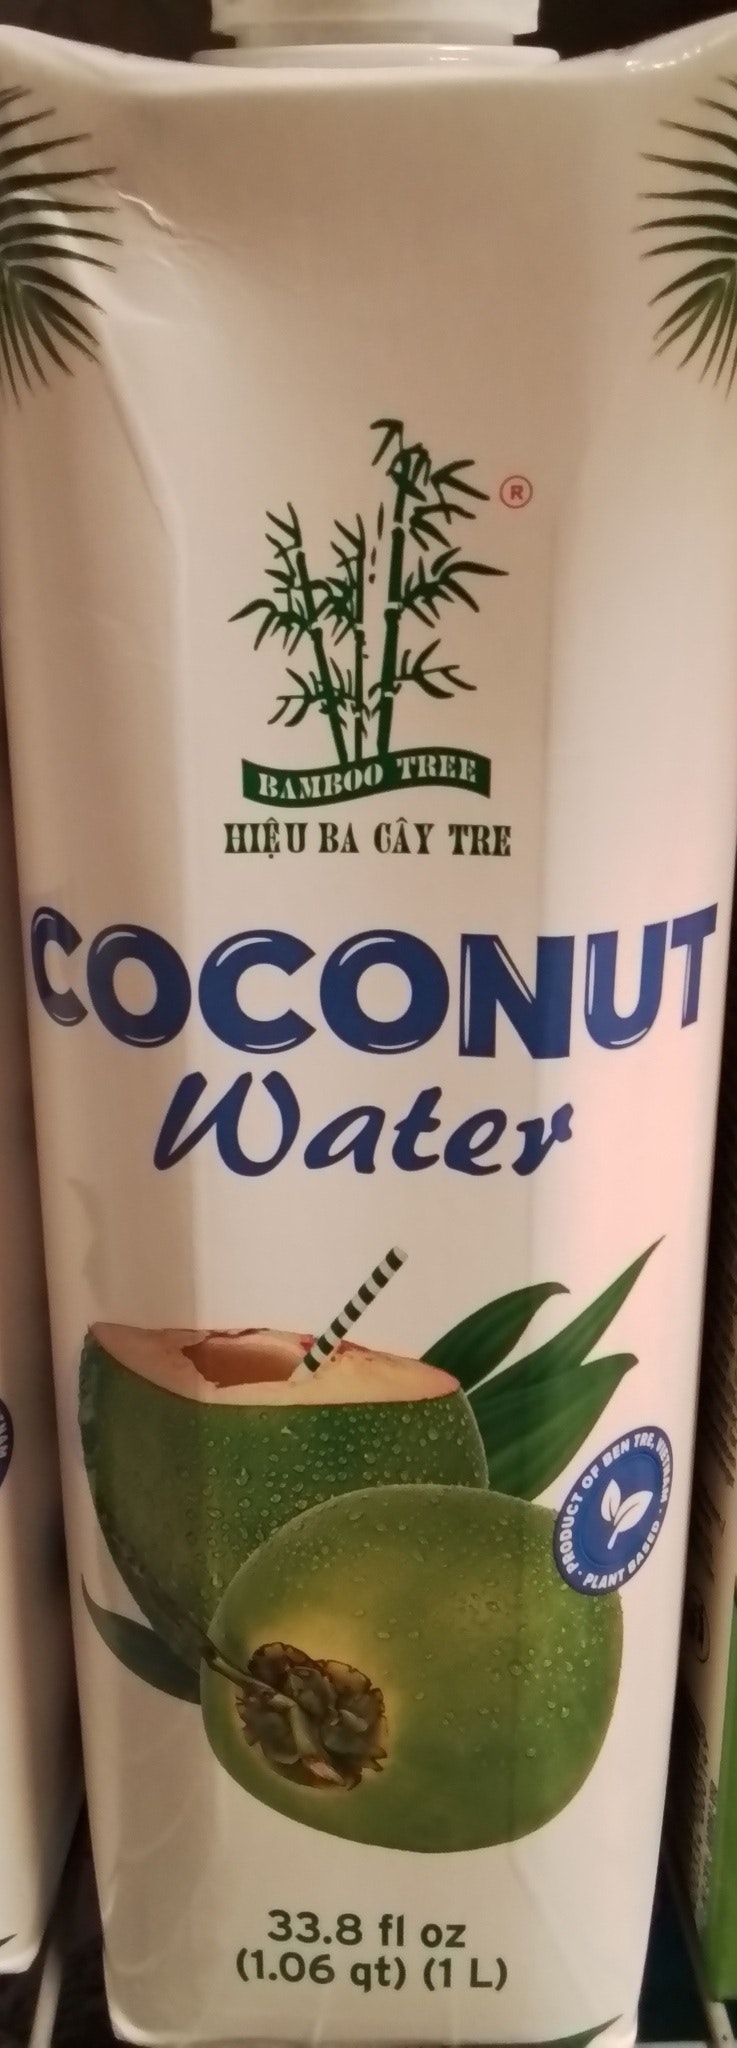 ®
BAMBOO TREE
HIỆU BA CÂY TRE
COCONUT
Water
PRODUCT OF BEN TRE, VIETNAM
· PLANT BASED ·
33.8 fl oz
(1.06 qt) (1 L)